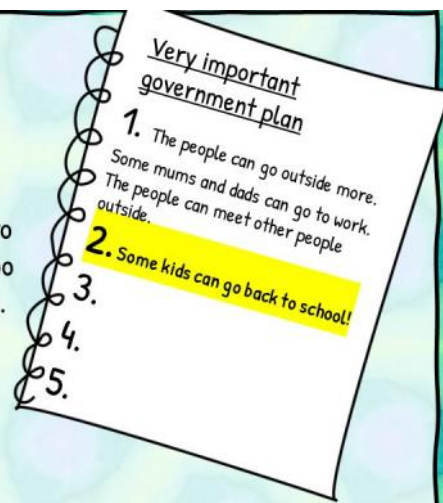 Very important
government plan
1. The people can go outside more.
Some mums and dads can go to work.
The people can meet other people
outside.
2. Some kids can go back to school!
3.
4.
5.